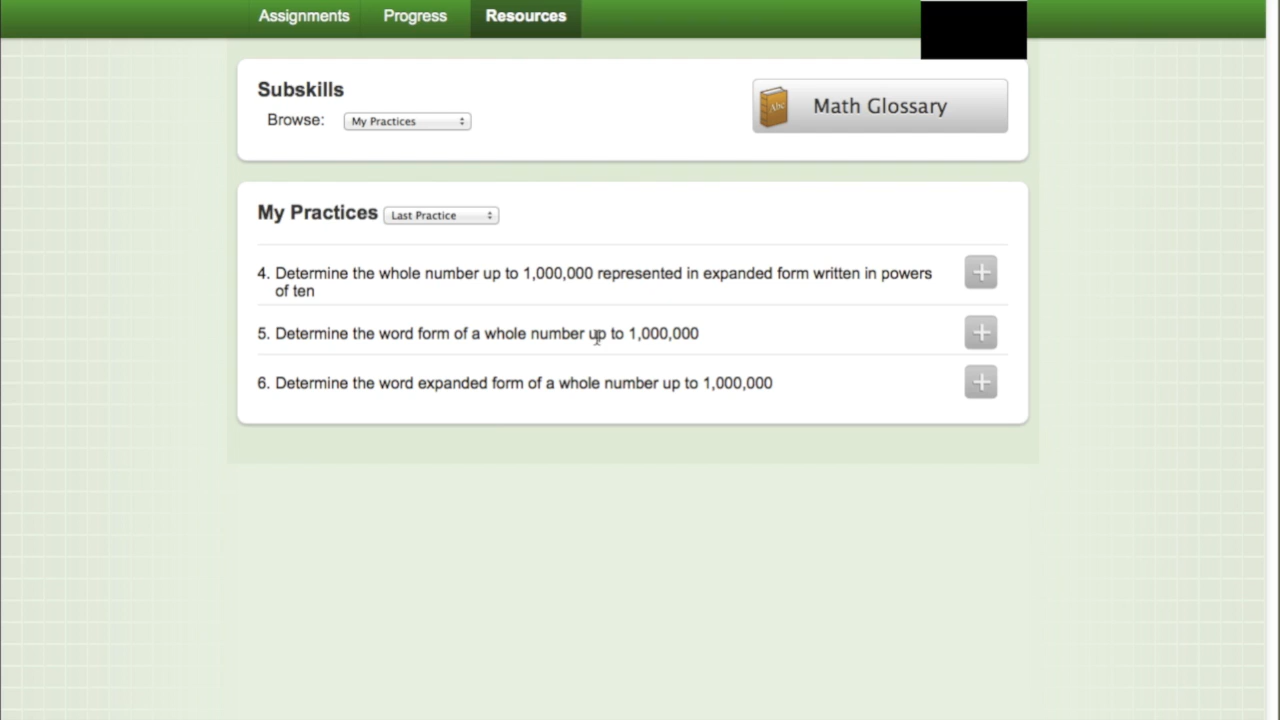 Assignments Progress Resources
Subskills
Browse: My Practices
Abc Math Glossary
My Practices Last Practice
4. Determine the whole number up to 1,000,000 represented in expanded form written in powers
of ten
5. Determine the word form of a whole number up to 1,000,000
6. Determine the word expanded form of a whole number up to 1,000,000